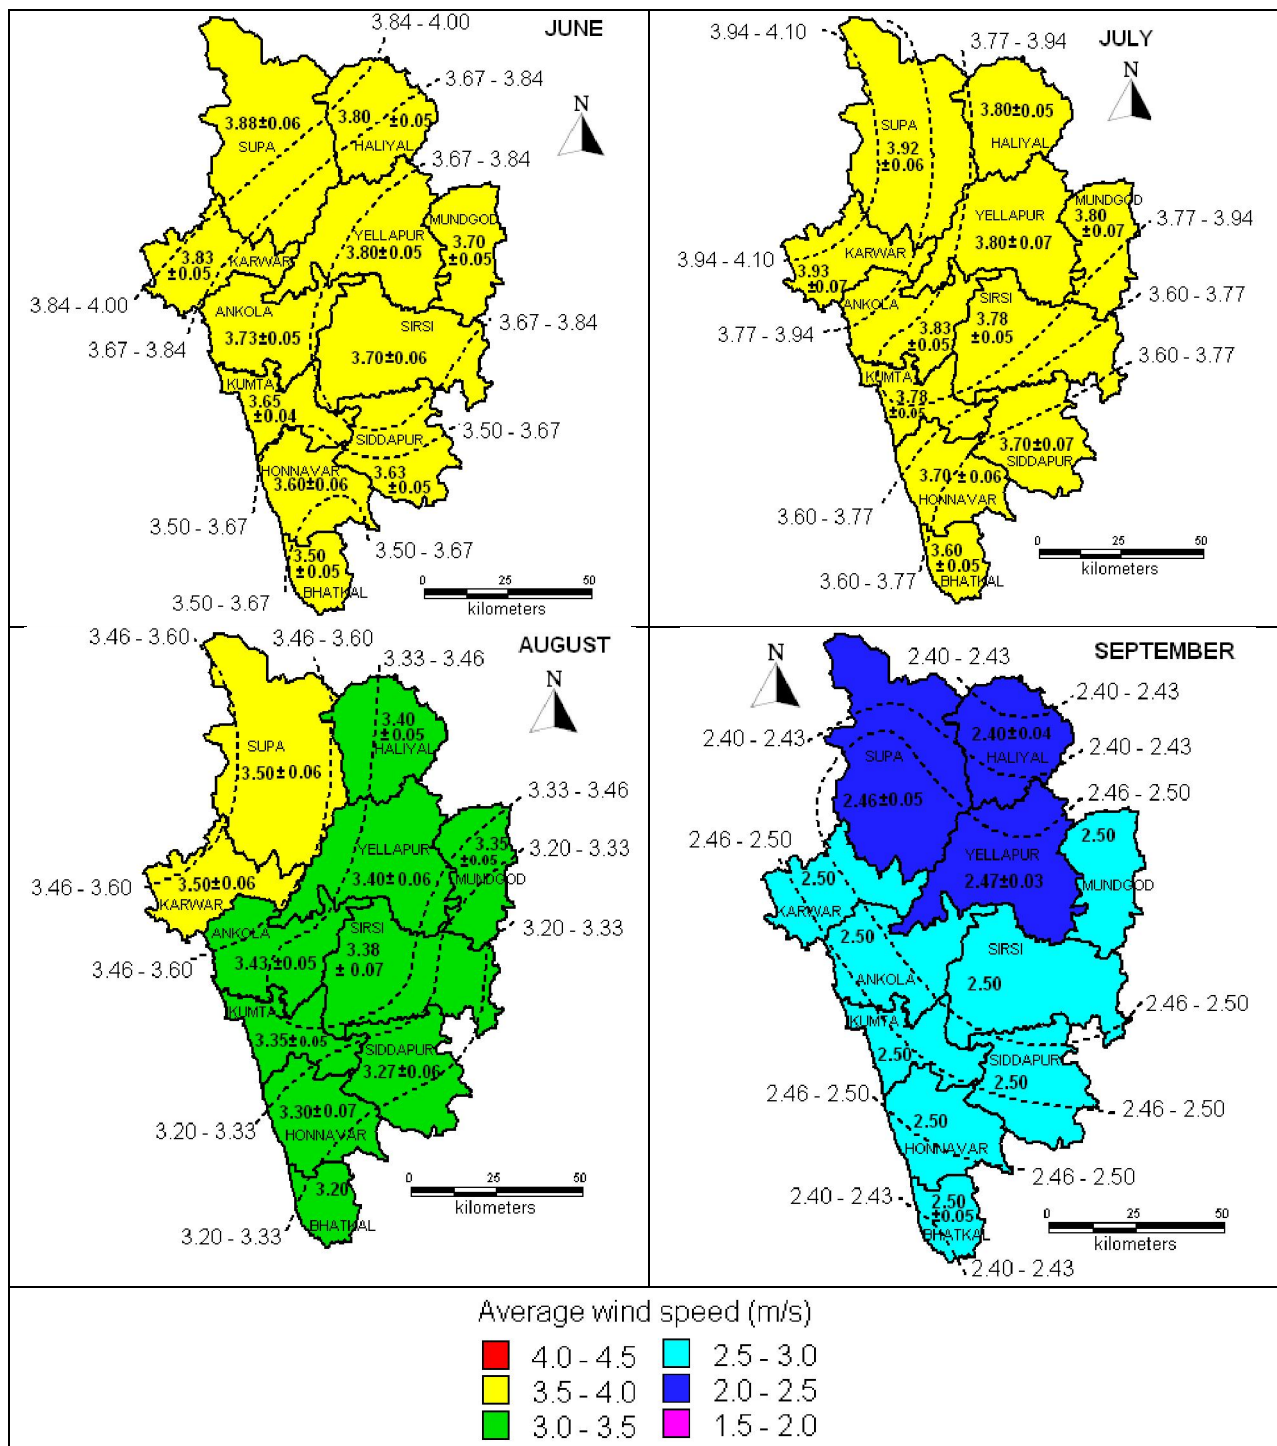 JUNE
3.84 - 4.00
3.67 - 3.84
N
3.88±0.06
SUPA
3.80 ±0.05
HALIYAL
3.67 - 3.84
MUNDGOD
3.70
±0.05
YELLAPUR
3.80±0.05
3.83
±0.05
KARWAR
3.84 - 4.00
3.67 - 3.84
ANKOLA
3.73±0.05
SIRSI
3.70±0.06
3.67 - 3.84
KUMTA
3.65
±0.04
SIDDAPUR
3.63
±0.05
3.50 - 3.67
HONNAVAR
3.60±0.06
3.50 - 3.67
3.50 - 3.67
3.50
±0.05
BHATKAL
3.50 - 3.67
0 25 50
kilometers
JULY
3.94 - 4.10
3.77 - 3.94
N
SUPA
3.92
±0.06
3.80±0.05
HALIYAL
YELLAPUR
3.80±0.07
MUNDGOD
3.80
±0.07
3.77 - 3.94
3.94 - 4.10
KARWAR
3.93
±0.07
ANKOLA
3.83
±0.05
SIRSI
3.78
±0.05
3.60 - 3.77
3.77 - 3.94
3.60 - 3.77
KUMTA
3.78
±0.05
3.70±0.07
SIDDAPUR
3.70 ±0.06
HONNAVAR
3.60 - 3.77
3.60
±0.05
BHATKAL
3.60 - 3.77
0 25 50
kilometers
AUGUST
3.46 - 3.60
3.46 - 3.60
3.33 - 3.46
N
SUPA
3.50±0.06
3.40
±0.05
HALIYAL
3.33 - 3.46
YELLAPUR
3.40±0.06
3.35
±0.05
MUNDGOD
3.20 - 3.33
3.46 - 3.60
3.50±0.06
KARWAR
3.20 - 3.33
ANKOLA
3.43±0.05
SIRSI
3.38
± 0.07
3.46 - 3.60
KUMTA
3.35±0.05
SIDDAPUR
3.27±0.06
3.30±0.07
HONNAVAR
3.20 - 3.33
3.20
BHATKAL
3.20 - 3.33
0 25 50
kilometers
SEPTEMBER
N
2.40 - 2.43
2.40 - 2.43
2.40 - 2.43
SUPA
2.46±0.05
2.40±0.04
HALIYAL
2.40 - 2.43
2.46 - 2.50
2.46 - 2.50
YELLAPUR
2.47±0.03
2.50
MUNDGOD
2.50
KARWAR
2.50
ANKOLA
SIRSI
2.50
2.46 - 2.50
KUMTA
2.50
SIDDAPUR
2.50
2.46 - 2.50
2.46 - 2.50
2.50
HONNAVAR
2.46 - 2.50
2.40 - 2.43
2.50
±0.05
BHATKAL
2.40 - 2.43
0 25 50
kilometers
Average wind speed (m/s)
4.0 - 4.5
2.5 - 3.0
3.5 - 4.0
2.0 - 2.5
3.0 - 3.5
1.5 - 2.0